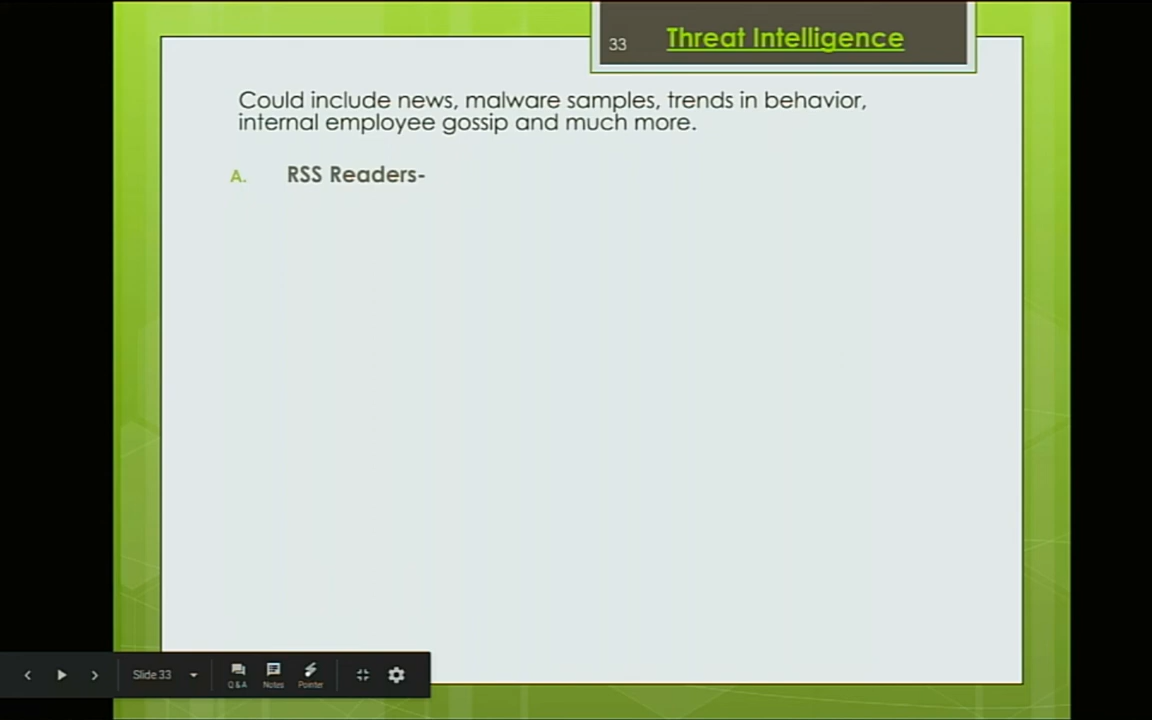 33 Threat Intelligence
Could include news, malware samples, trends in behavior,
internal employee gossip and much more.
A. RSS Readers-
Slide 33
Q & A Notes Pointer